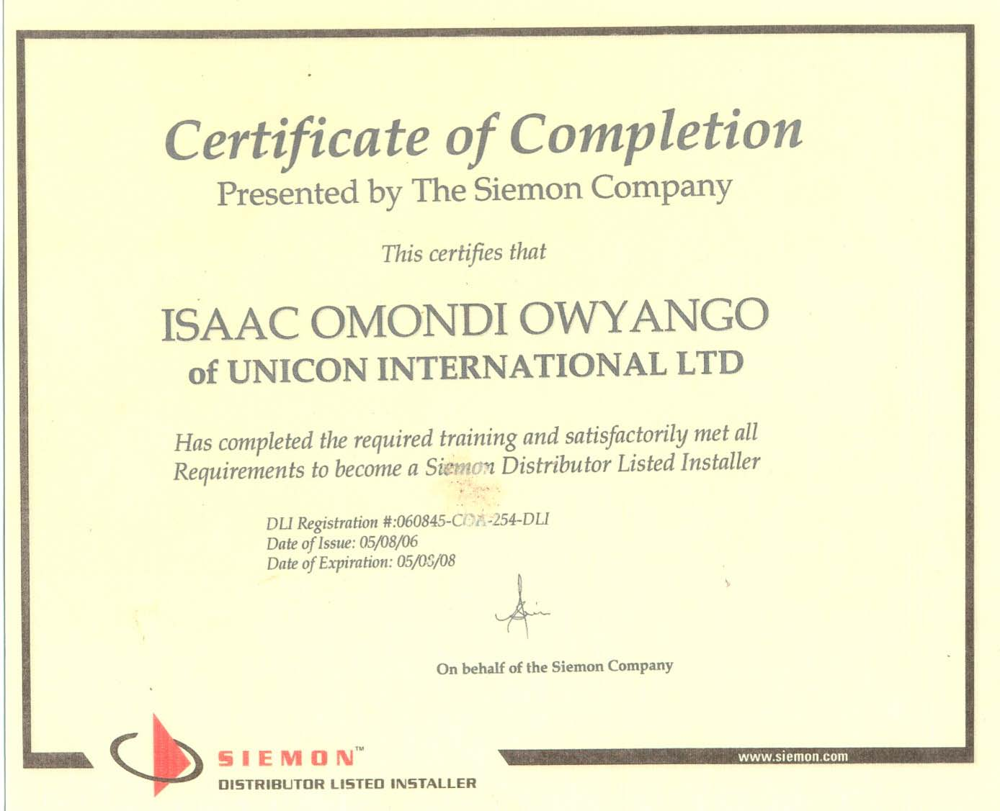 Certificate of Completion
Presented by The Siemon Company
This certifies that
ISAAC OMONDI OWYANGO
of UNICON INTERNATIONAL LTD
Has completed the required training and satisfactorily met all
Requirements to become a Siemon Distributor Listed Installer
DLI Registration #:060845-COA-254-DLI
Date of Issue: 05/08/06
Date of Expiration: 05/08/08
On behalf of the Siemon Company
SIEMON™
DISTRIBUTOR LISTED INSTALLER
www.siemon.com